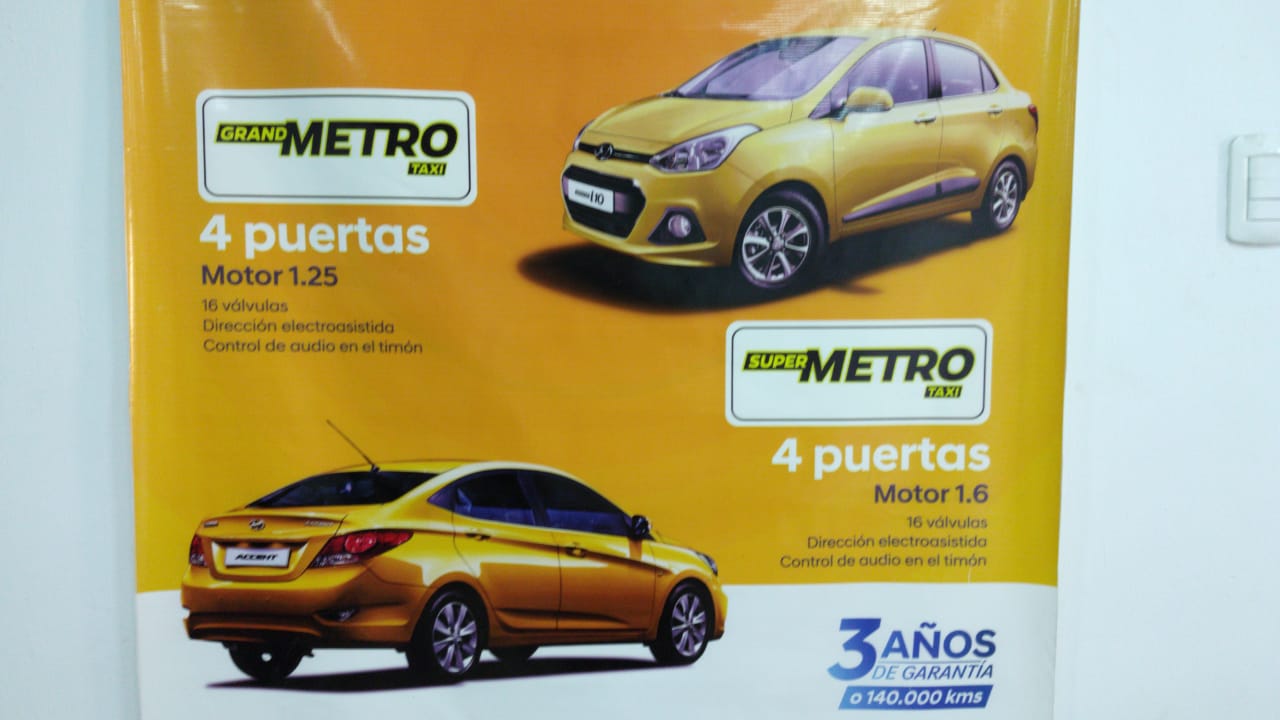 GRAND METRO
TAXI
4 puertas
Motor 1.25
16 válvulas
Dirección electroasistida
Control de audio en el timón
i10
SUPER METRO
TAXI
4 puertas
Motor 1.6
16 válvulas
Dirección electroasistida
Control de audio en el timón
ACCENT
3 AÑOS
DE GARANTÍA
o 140.000 kms